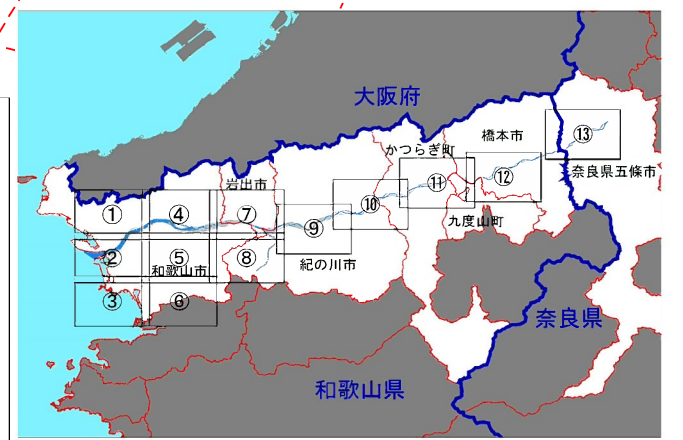 大阪府
橋本市
⑬
かつらぎ町
奈良県五條市
岩出市
⑪
⑫
⑩
①
④
⑦
⑨
九度山町
②
⑤
⑧
和歌山市
紀の川市
③
⑥
奈良県
和歌山県